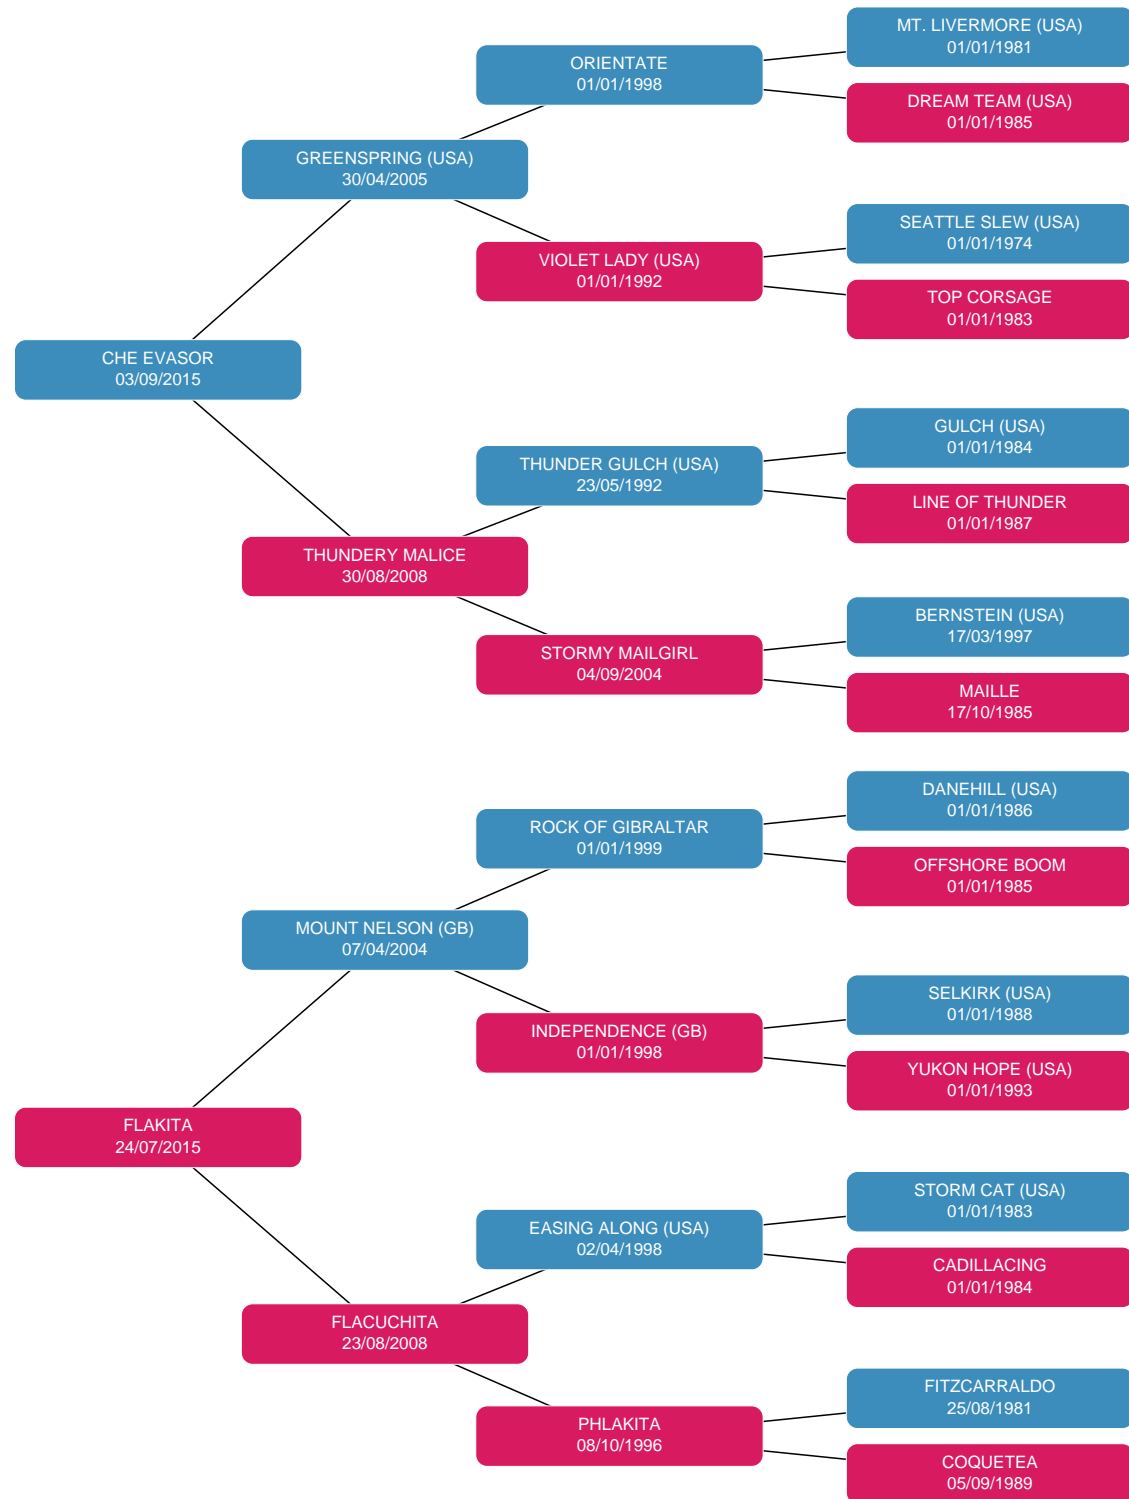 MT. LIVERMORE (USA)
01/01/1981
ORIENTATE
01/01/1998
DREAM TEAM (USA)
01/01/1985
GREENSPRING (USA)
30/04/2005
SEATTLE SLEW (USA)
01/01/1974
VIOLET LADY (USA)
01/01/1992
TOP CORSAGE
01/01/1983
CHE EVASOR
03/09/2015
GULCH (USA)
01/01/1984
THUNDER GULCH (USA)
23/05/1992
LINE OF THUNDER
01/01/1987
THUNDERY MALICE
30/08/2008
BERNSTEIN (USA)
17/03/1997
STORMY MAILGIRL
04/09/2004
MAILLE
17/10/1985
DANEHILL (USA)
01/01/1986
ROCK OF GIBRALTAR
01/01/1999
OFFSHORE BOOM
01/01/1985
MOUNT NELSON (GB)
07/04/2004
SELKIRK (USA)
01/01/1988
INDEPENDENCE (GB)
01/01/1998
YUKON HOPE (USA)
01/01/1993
FLAKITA
24/07/2015
STORM CAT (USA)
01/01/1983
EASING ALONG (USA)
02/04/1998
CADILLACING
01/01/1984
FLACUCHITA
23/08/2008
FITZCARRALDO
25/08/1981
PHLAKITA
08/10/1996
COQUETEA
05/09/1989